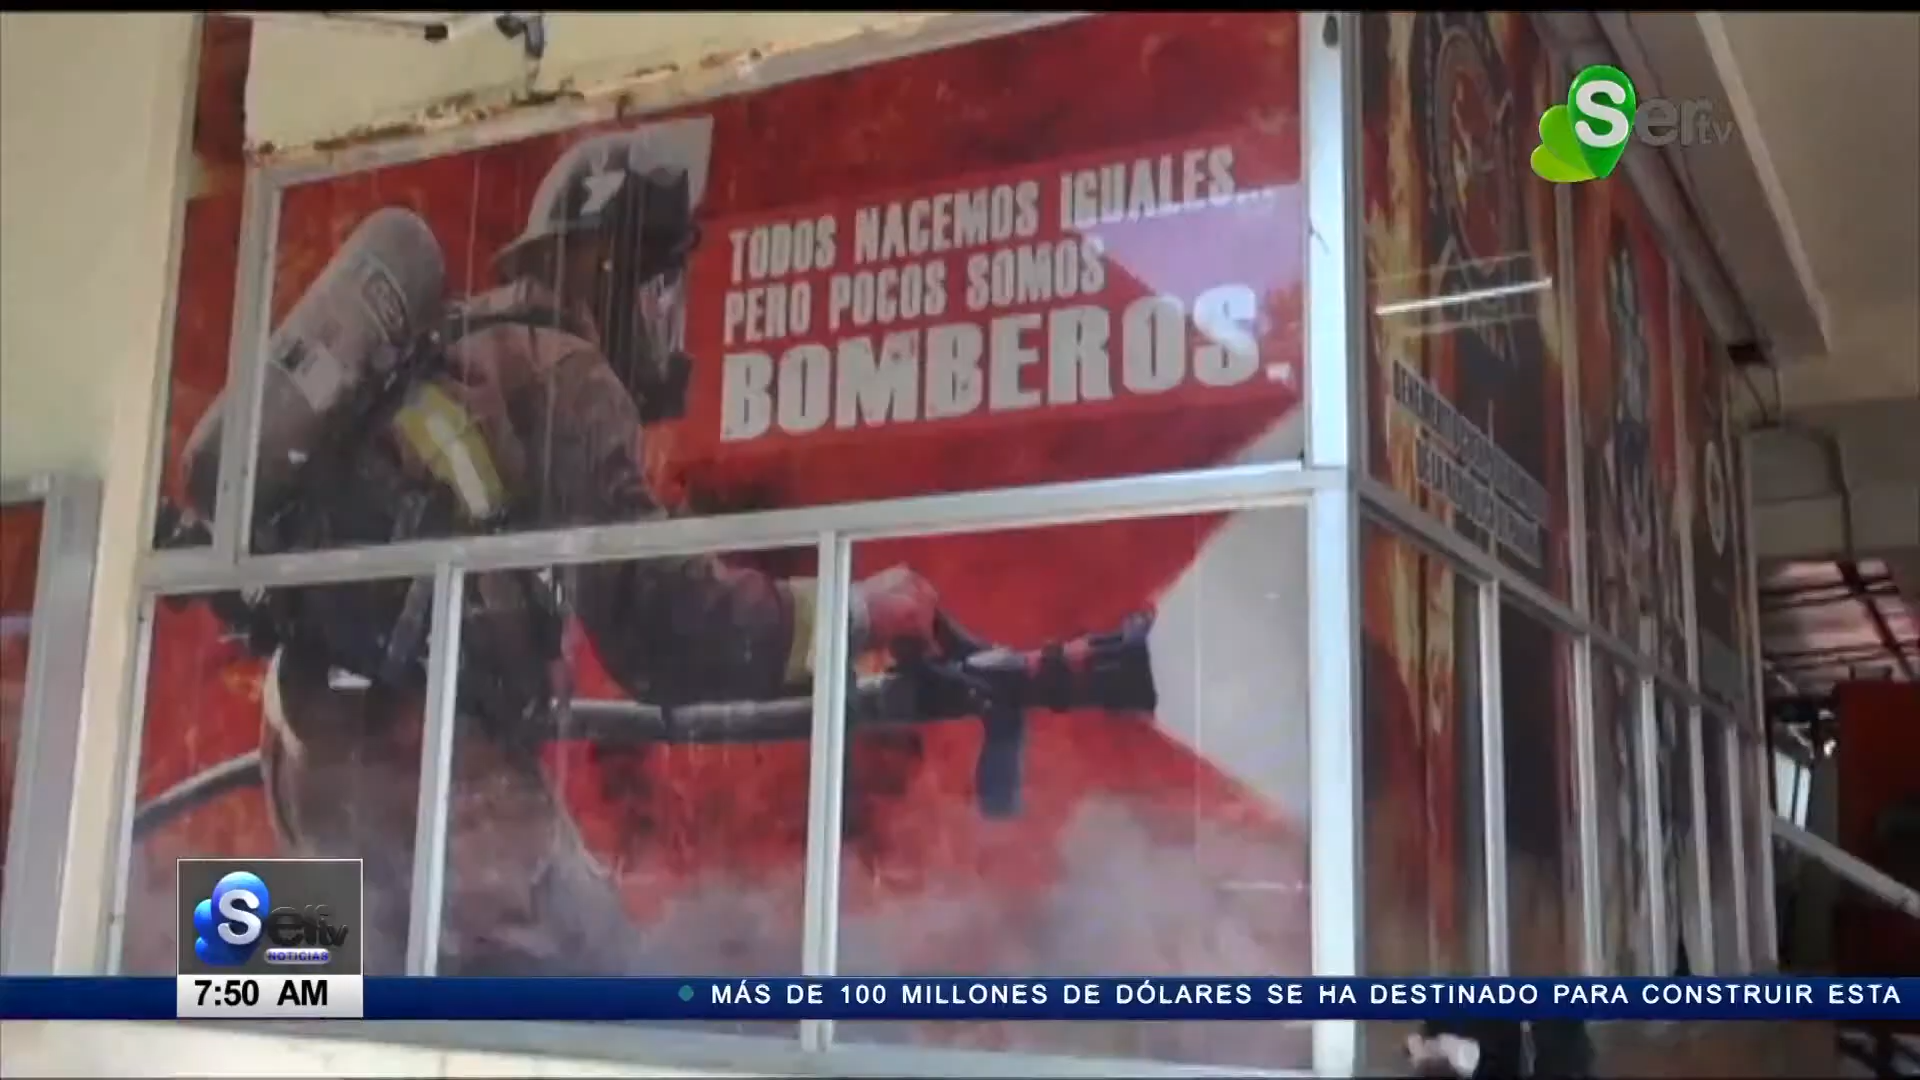 Ser tv
TODOS NACEMOS IGUALES...
PERO POCOS SOMOS
BOMBEROS.
Ser tv
NOTICIAS
7:50 AM
MÁS DE 100 MILLONES DE DÓLARES SE HA DESTINADO PARA CONSTRUIR ESTA